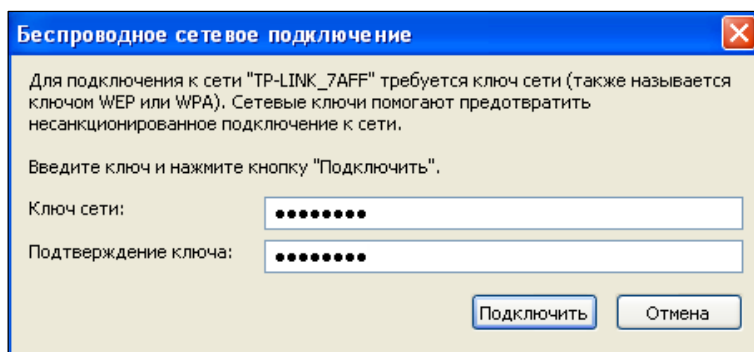 Беспроводное сетевое подключение
Для подключения к сети "TP-LINK_7AFF" требуется ключ сети (также называется
ключом WEP или WPA). Сетевые ключи помогают предотвратить
несанкционированное подключение к сети.
Введите ключ и нажмите кнопку "Подключить".
Ключ сети: ●●●●●●●●
Подтверждение ключа: ●●●●●●●●
Подключить Отмена